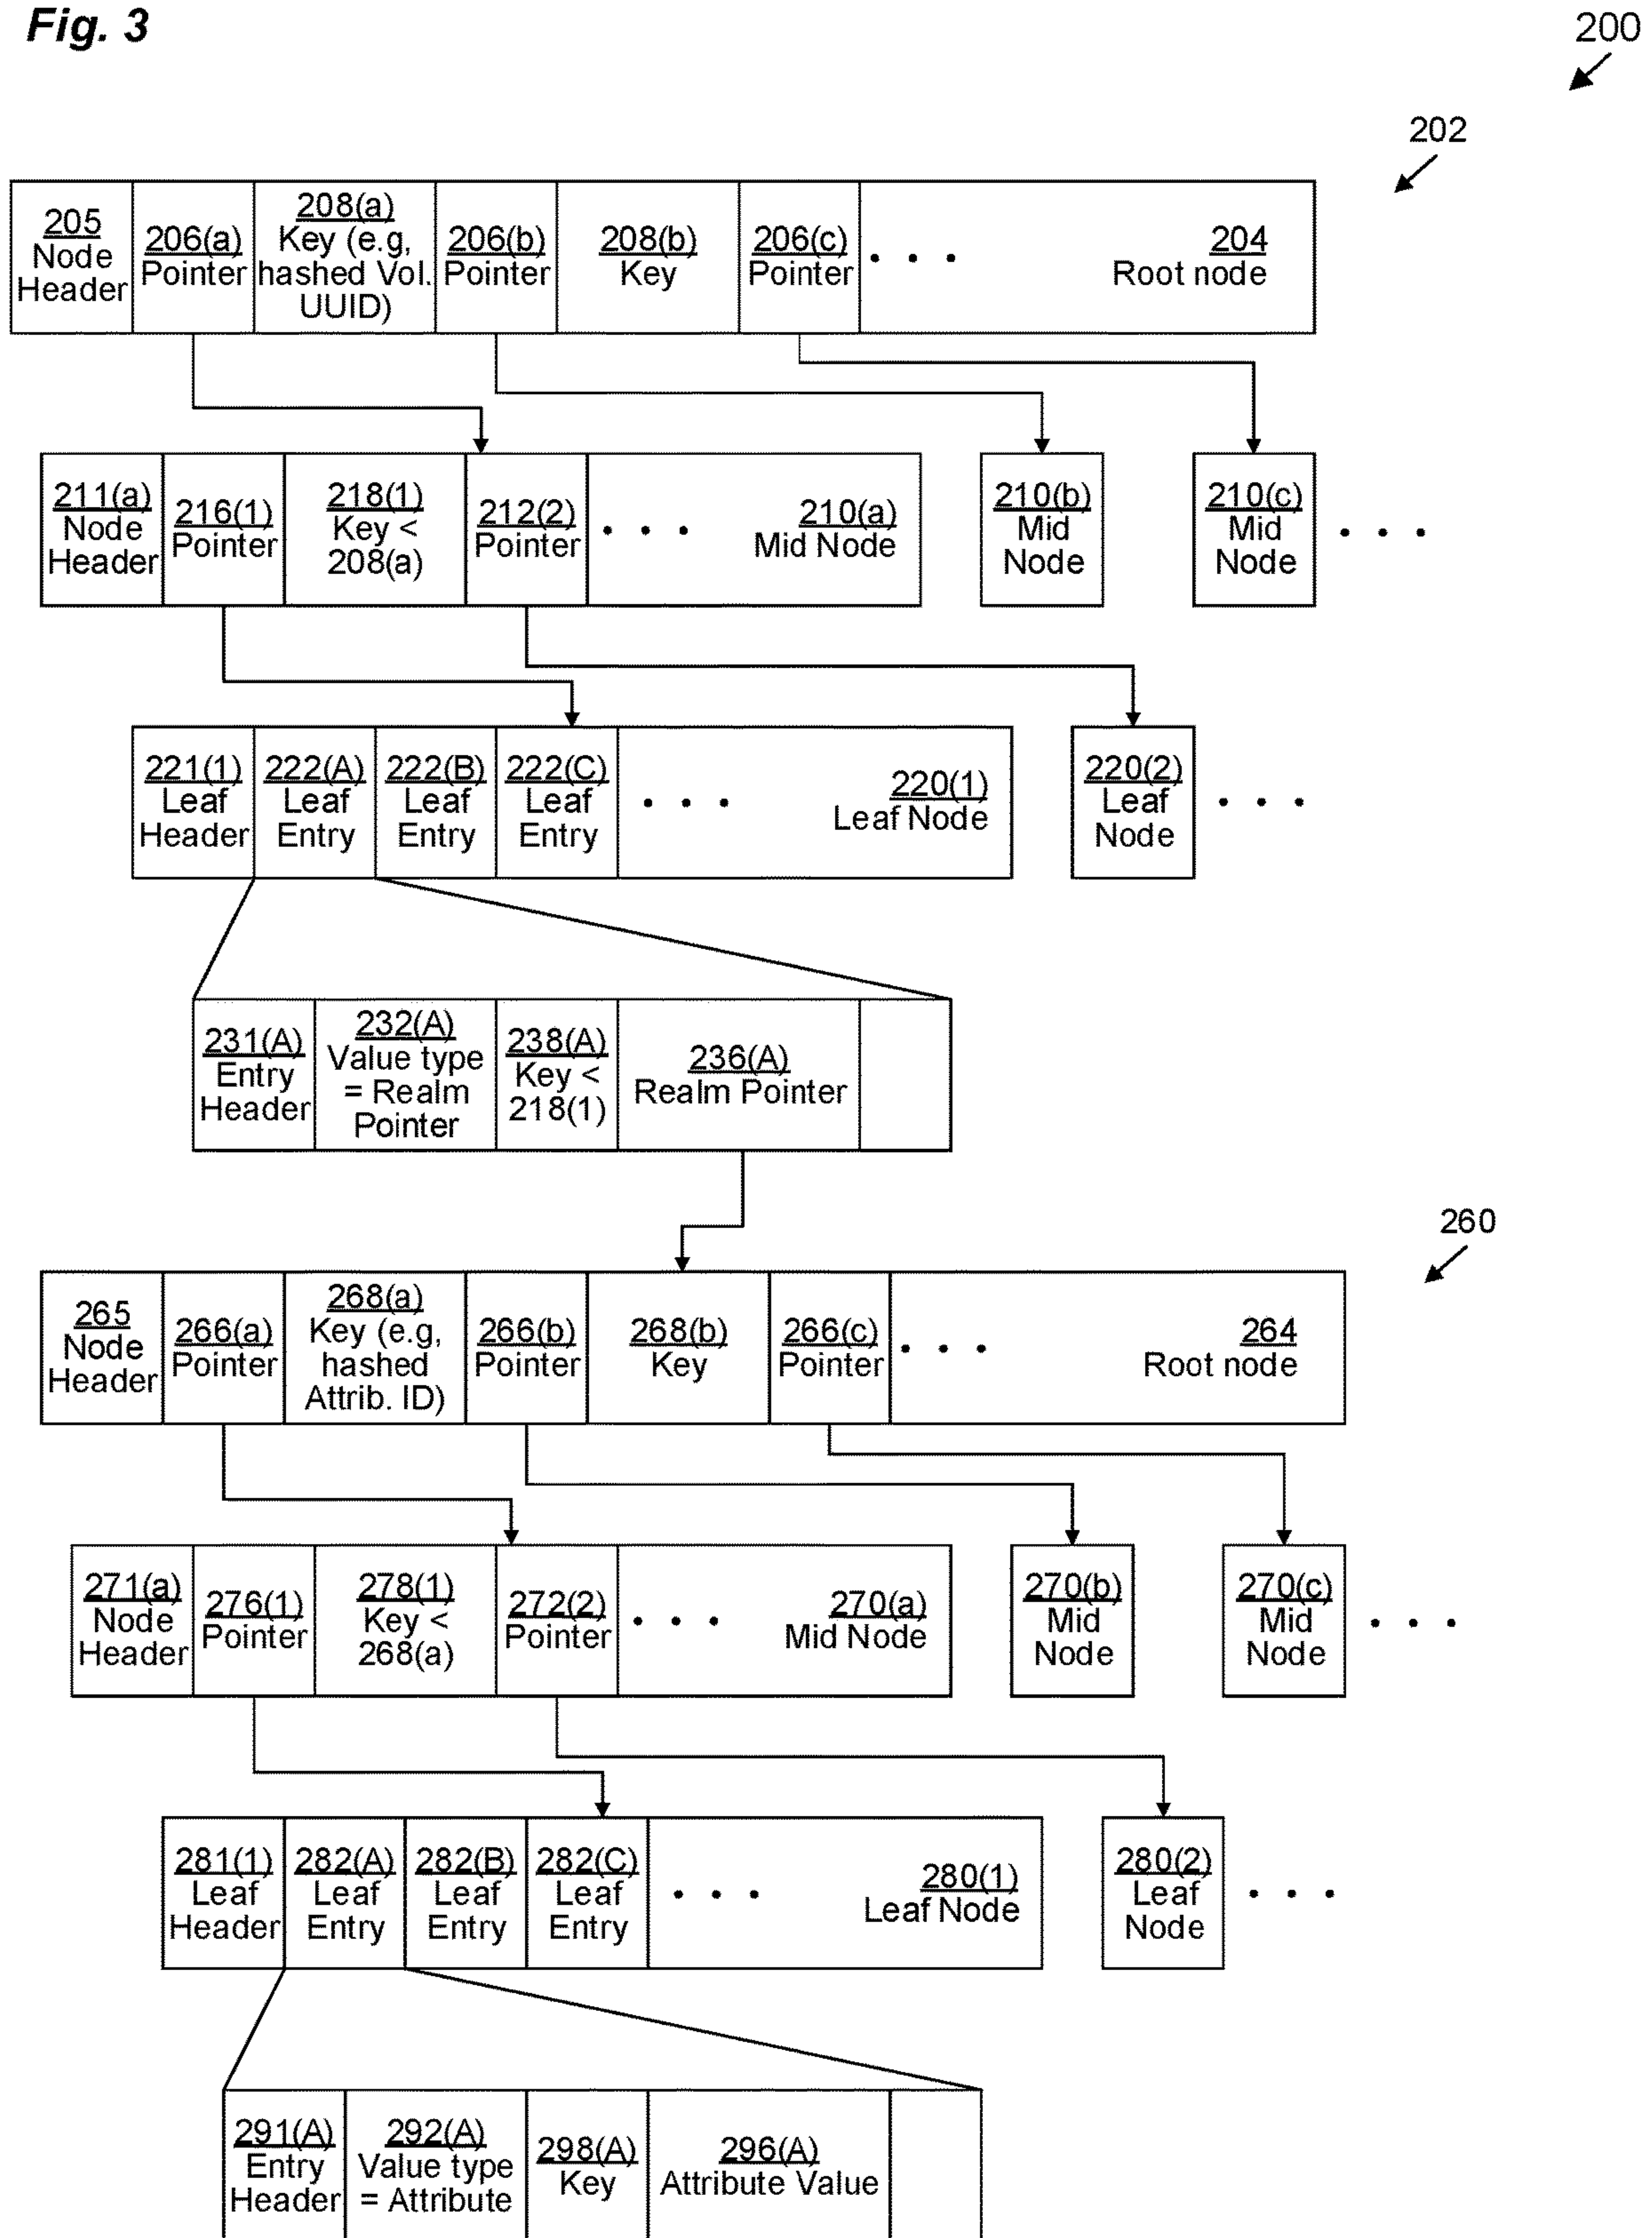 Fig. 3
200
202
205
Node
Header
206(a)
Pointer
208(a)
Key (e.g,
hashed Vol.
UUID)
206(b)
Pointer
208(b)
Key
206(c)
Pointer
• • •
204
Root node
211(a)
Node
Header
216(1)
Pointer
218(1)
Key <
208(a)
212(2)
Pointer
• • •
210(a)
Mid Node
210(b)
Mid
Node
210(c)
Mid
Node
• • •
221(1)
Leaf
Header
222(A)
Leaf
Entry
222(B)
Leaf
Entry
222(C)
Leaf
Entry
• • •
220(1)
Leaf Node
220(2)
Leaf
Node
• • •
231(A)
Entry
Header
232(A)
Value type
= Realm
Pointer
238(A)
Key <
218(1)
236(A)
Realm Pointer
260
265
Node
Header
266(a)
Pointer
268(a)
Key (e.g,
hashed
Attrib. ID)
266(b)
Pointer
268(b)
Key
266(c)
Pointer
• • •
264
Root node
271(a)
Node
Header
276(1)
Pointer
278(1)
Key <
268(a)
272(2)
Pointer
• • •
270(a)
Mid Node
270(b)
Mid
Node
270(c)
Mid
Node
• • •
281(1)
Leaf
Header
282(A)
Leaf
Entry
282(B)
Leaf
Entry
282(C)
Leaf
Entry
• • •
280(1)
Leaf Node
280(2)
Leaf
Node
• • •
291(A)
Entry
Header
292(A)
Value type
= Attribute
298(A)
Key
296(A)
Attribute Value